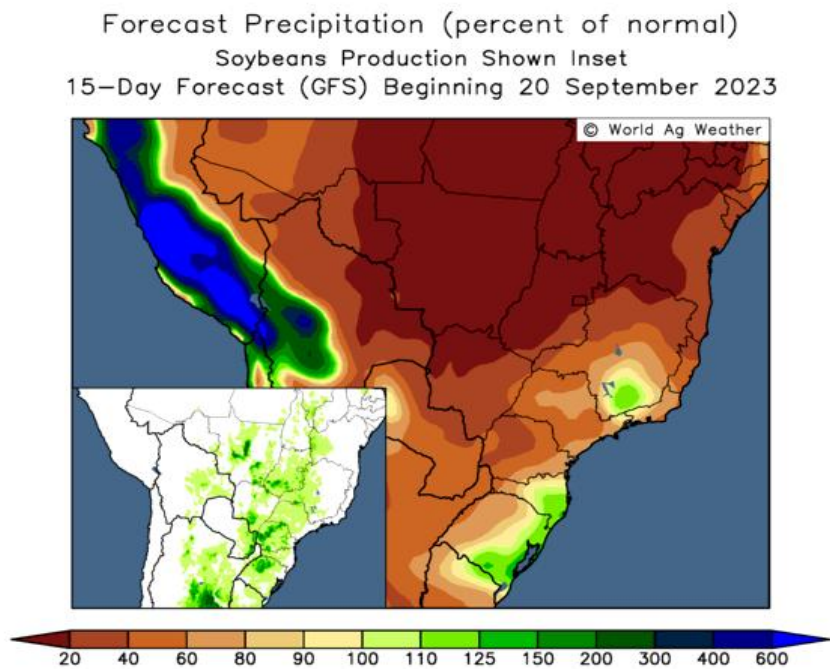 Forecast Precipitation (percent of normal)
Soybeans Production Shown Inset
15-Day Forecast (GFS) Beginning 20 September 2023
© World Ag Weather
20 40 60 80 90 100 110 125 150 200 300 400 600